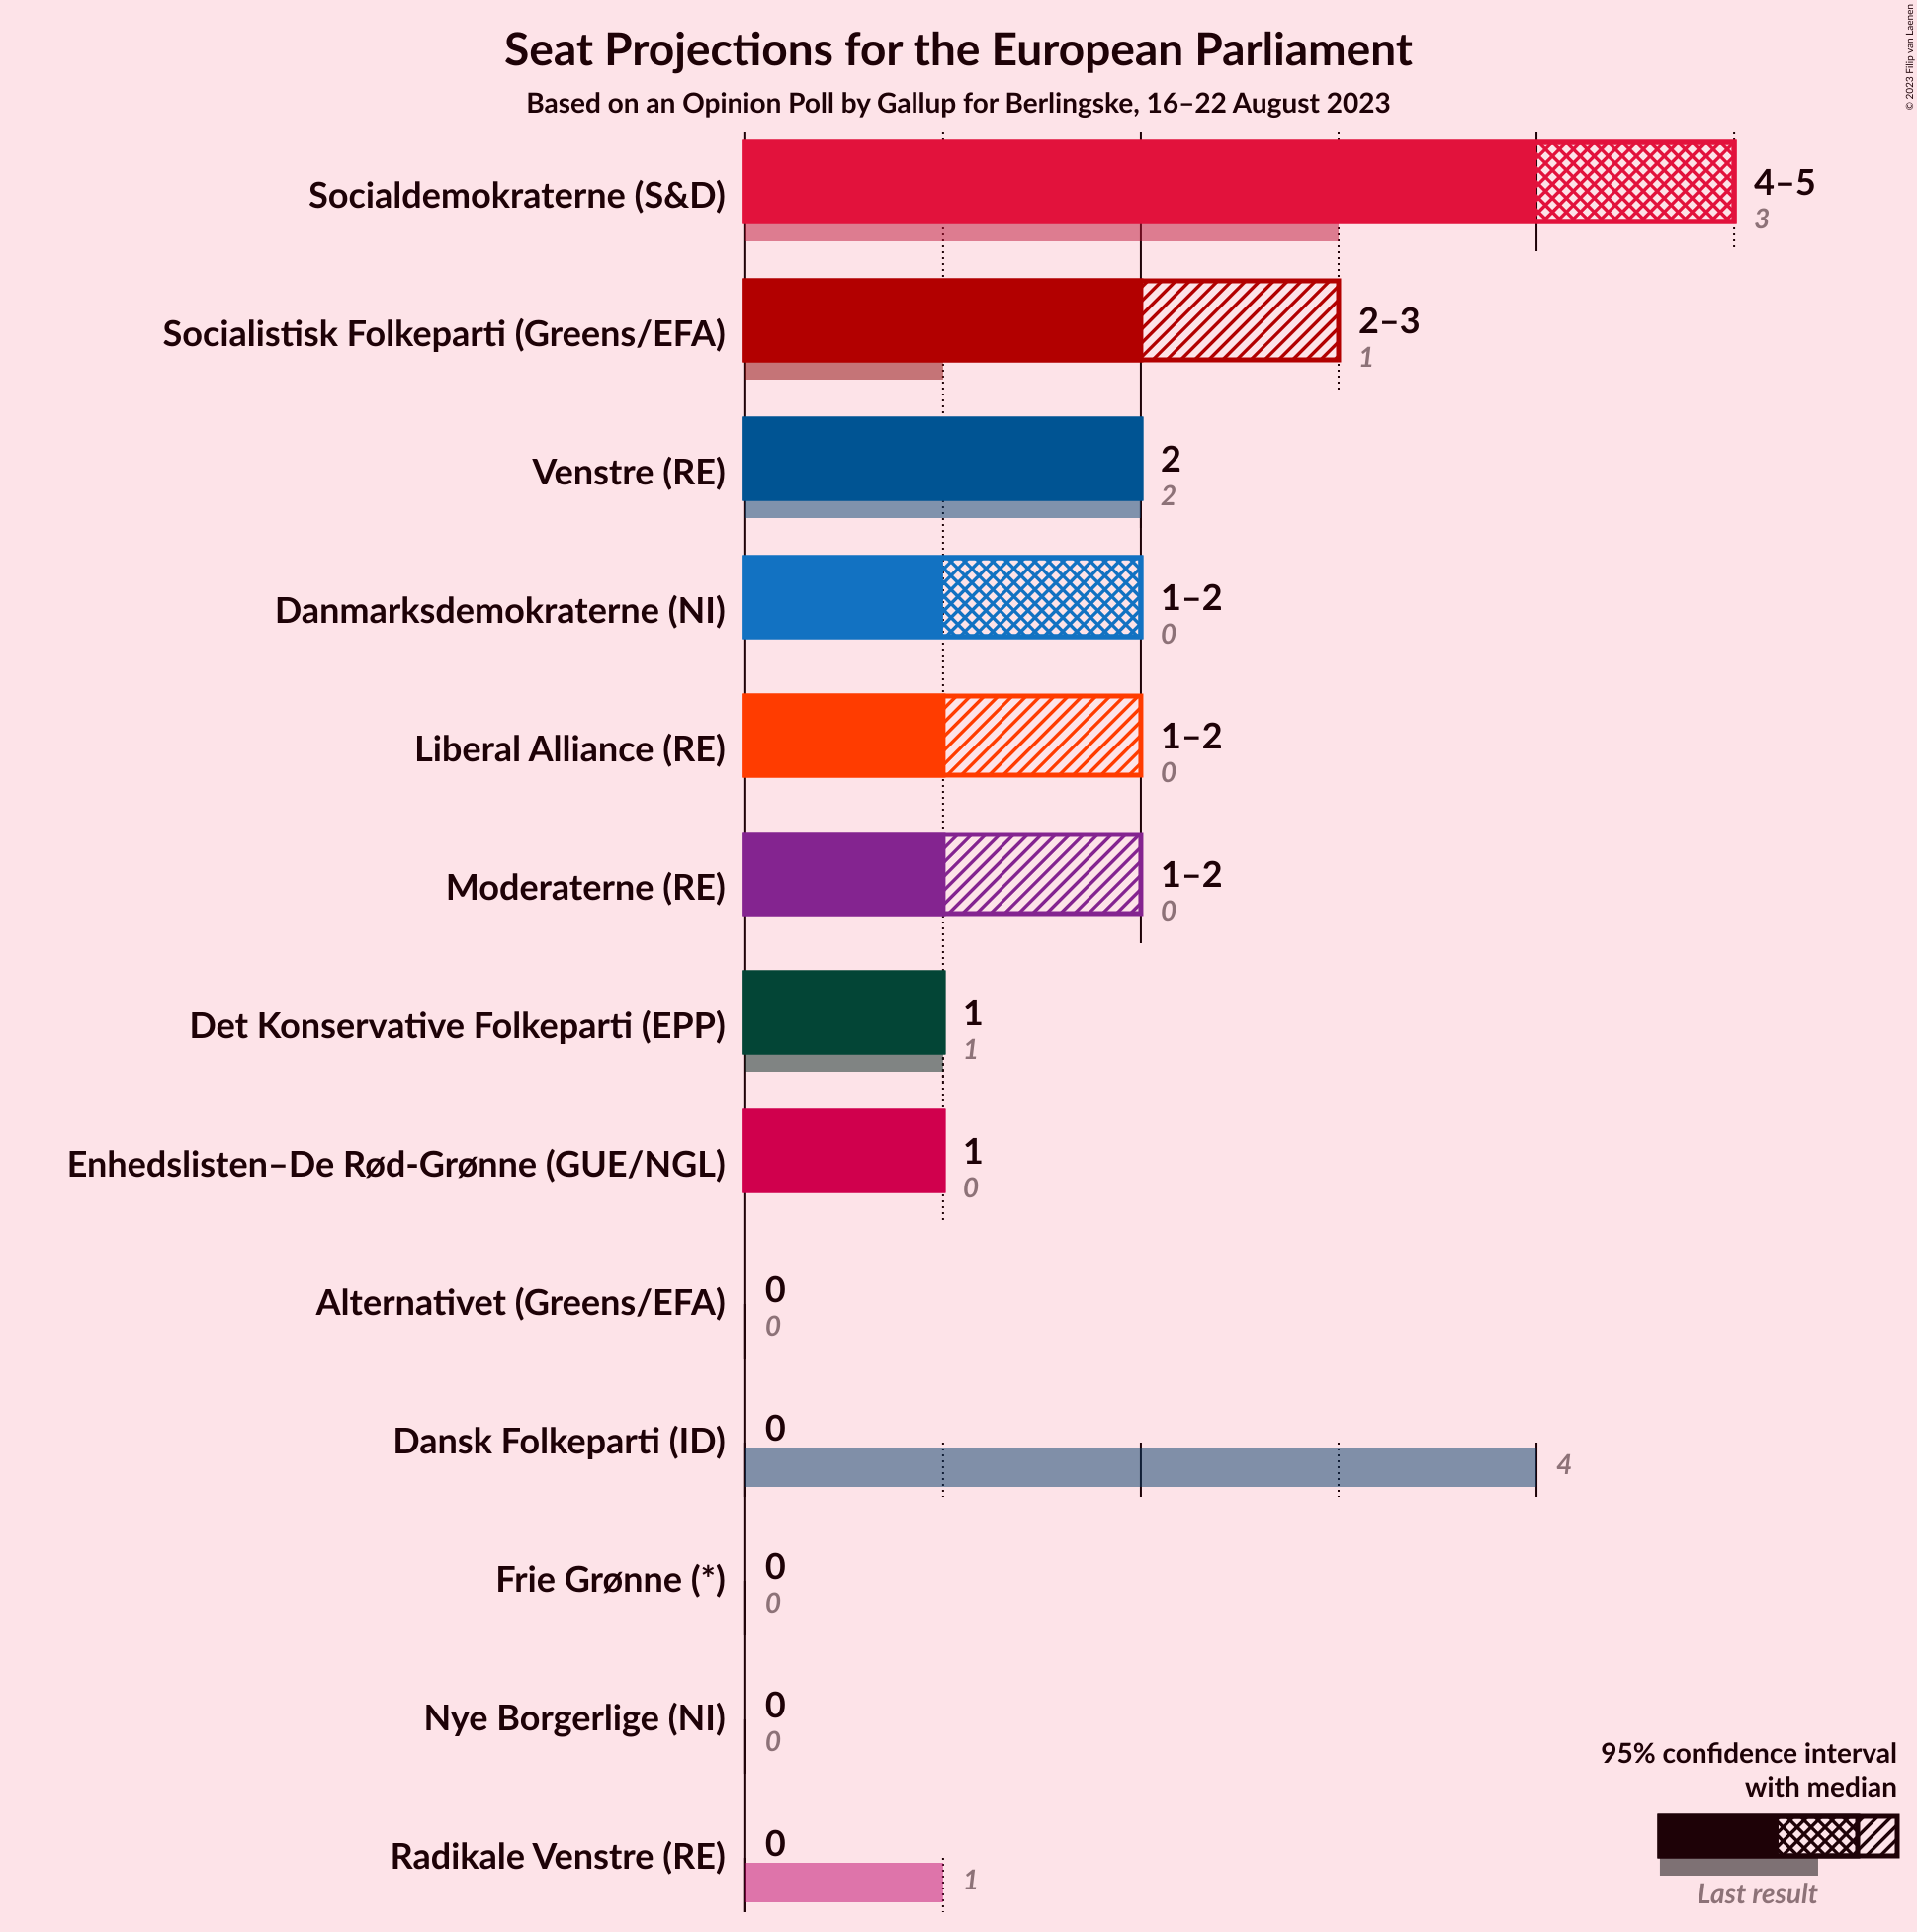 Seat Projections for the European Parliament
Based on an Opinion Poll by Gallup for Berlingske, 16–22 August 2023
© 2023 Filip van Laenen
Socialdemokraterne (S&D)
4–5
3
Socialistisk Folkeparti (Greens/EFA)
2–3
1
Venstre (RE)
2
2
Danmarksdemokraterne (NI)
1–2
0
Liberal Alliance (RE)
1–2
0
Moderaterne (RE)
1–2
0
Det Konservative Folkeparti (EPP)
1
1
Enhedslisten–De Rød-Grønne (GUE/NGL)
1
0
Alternativet (Greens/EFA)
0
0
Dansk Folkeparti (ID)
0
4
Frie Grønne (*)
0
0
Nye Borgerlige (NI)
0
0
Radikale Venstre (RE)
0
1
95% confidence interval
with median
Last result